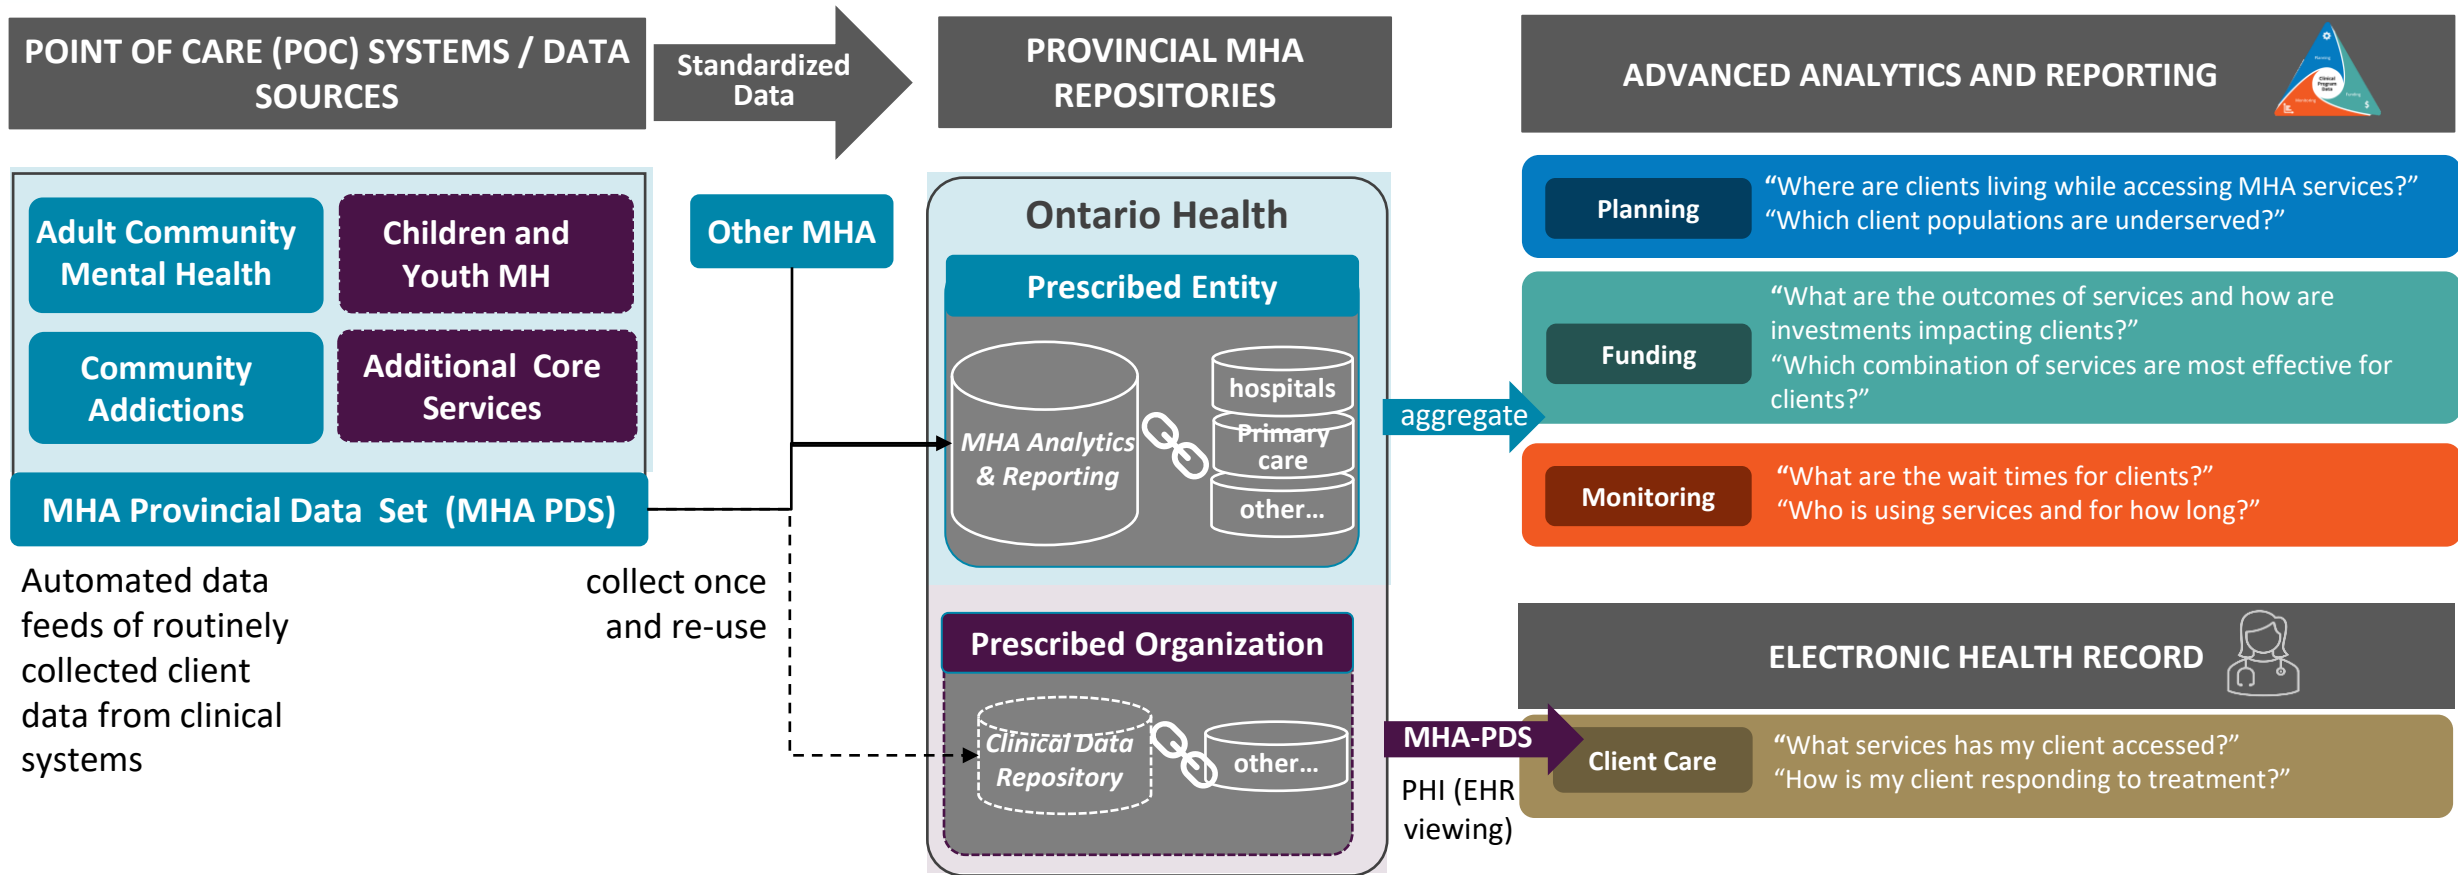 POINT OF CARE (POC) SYSTEMS / DATA
SOURCES
Standardized
Data
PROVINCIAL MHA
REPOSITORIES
ADVANCED ANALYTICS AND REPORTING
Planning
Clinical
Program
Data
Monitoring
Funding
$
Adult Community
Mental Health
Children and
Youth MH
Community
Addictions
Additional Core
Services
MHA Provincial Data Set (MHA PDS)
Automated data
feeds of routinely
collected client
data from clinical
systems
Other MHA
collect once
and re-use
Ontario Health
Prescribed Entity
MHA Analytics
& Reporting
hospitals
Primary
care
other...
Prescribed Organization
Clinical Data
Repository
other...
aggregate
MHA-PDS
PHI (EHR
viewing)
Planning
“Where are clients living while accessing MHA services?”
“Which client populations are underserved?”
Funding
“What are the outcomes of services and how are
investments impacting clients?”
“Which combination of services are most effective for
clients?”
Monitoring
“What are the wait times for clients?”
“Who is using services and for how long?”
ELECTRONIC HEALTH RECORD
Client Care
“What services has my client accessed?”
“How is my client responding to treatment?”